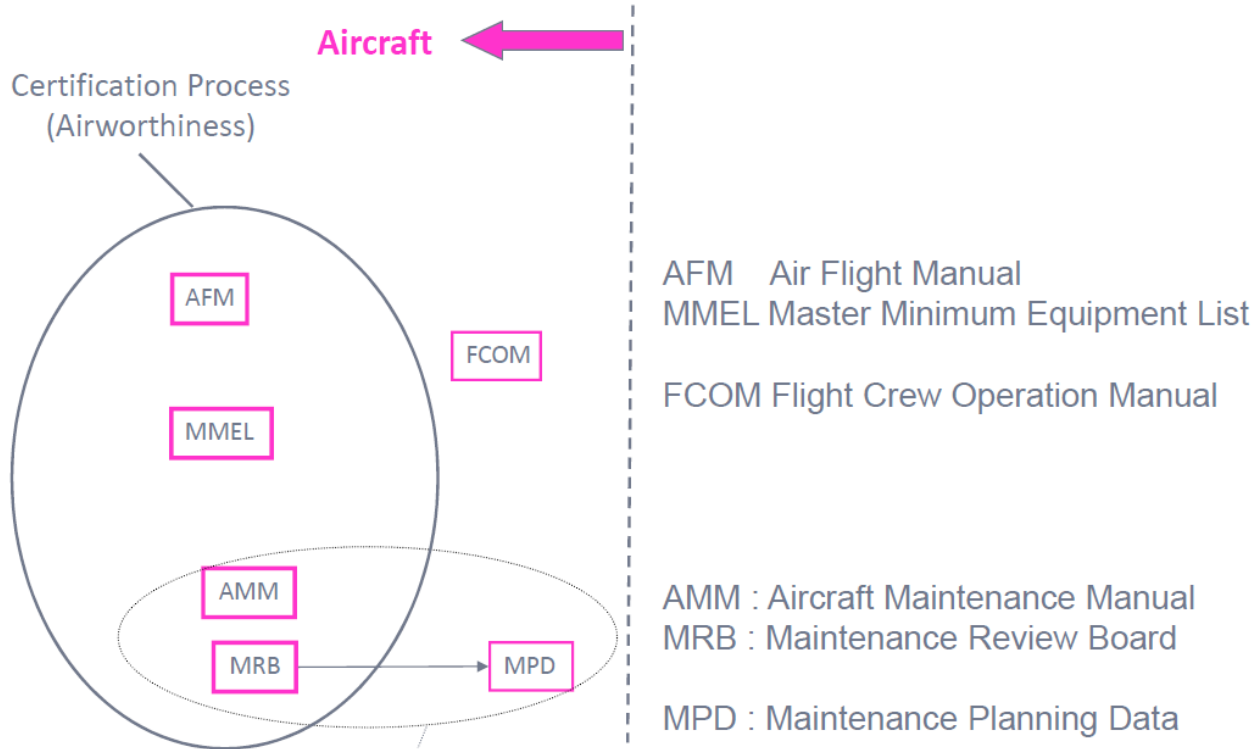 Aircraft
Certification Process
(Airworthiness)
AFM
FCOM
MMEL
AMM
MRB
MPD
AFM Air Flight Manual
MMEL Master Minimum Equipment List
FCOM Flight Crew Operation Manual
AMM : Aircraft Maintenance Manual
MRB : Maintenance Review Board
MPD : Maintenance Planning Data